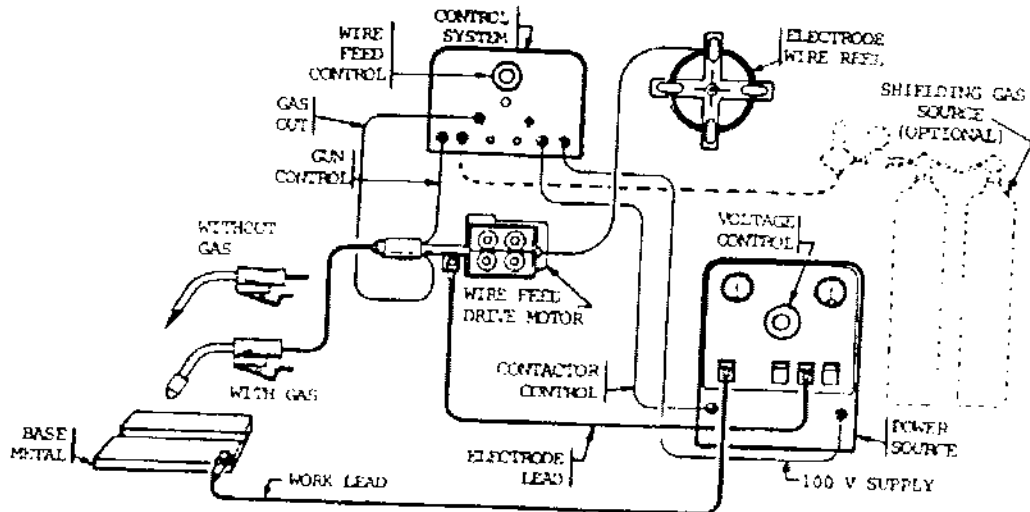 CONTROL
SYSTEM
WIRE
FEED
CONTROL
ELECTRODE
WIRE REEL
GAS
OUT
SHIELDING GAS
SOURCE
(OPTIONAL)
GUN
CONTROL
WITHOUT
GAS
VOLTAGE
CONTROL
WIRE FEED
DRIVE MOTOR
WITH GAS
CONTACTOR
CONTROL
BASE
METAL
POWER
SOURCE
ELECTRODE
LEAD
WORK LEAD
100 V SUPPLY